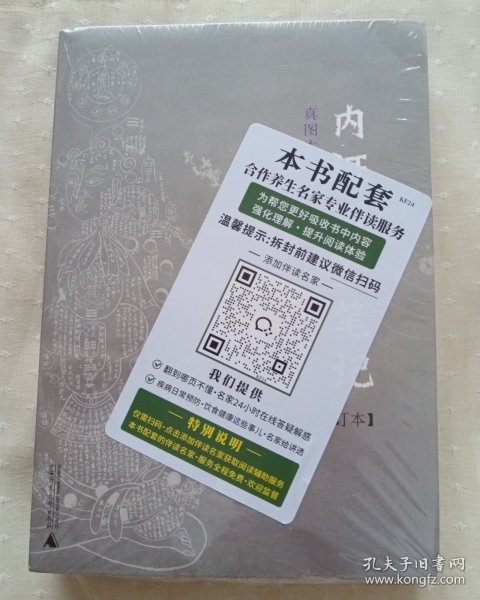 真图
内
笔记
订本】
本书配套
KF24
合作养生名家专业伴读服务
为帮您更好吸收书中内容
强化理解·提升阅读体验
温馨提示:拆封前建议微信扫码
添加伴读名家
我们提供
翻到哪页不懂·名家24小时在线答疑解惑
疾病日常预防·饮食健康这些事儿·名家给讲透
特别说明
仅需扫码·点击添加伴读名家获取阅读辅助服务
本书配套的伴读名家·服务全程免费·欢迎监督
孔夫子旧书网
www.kongfz.com